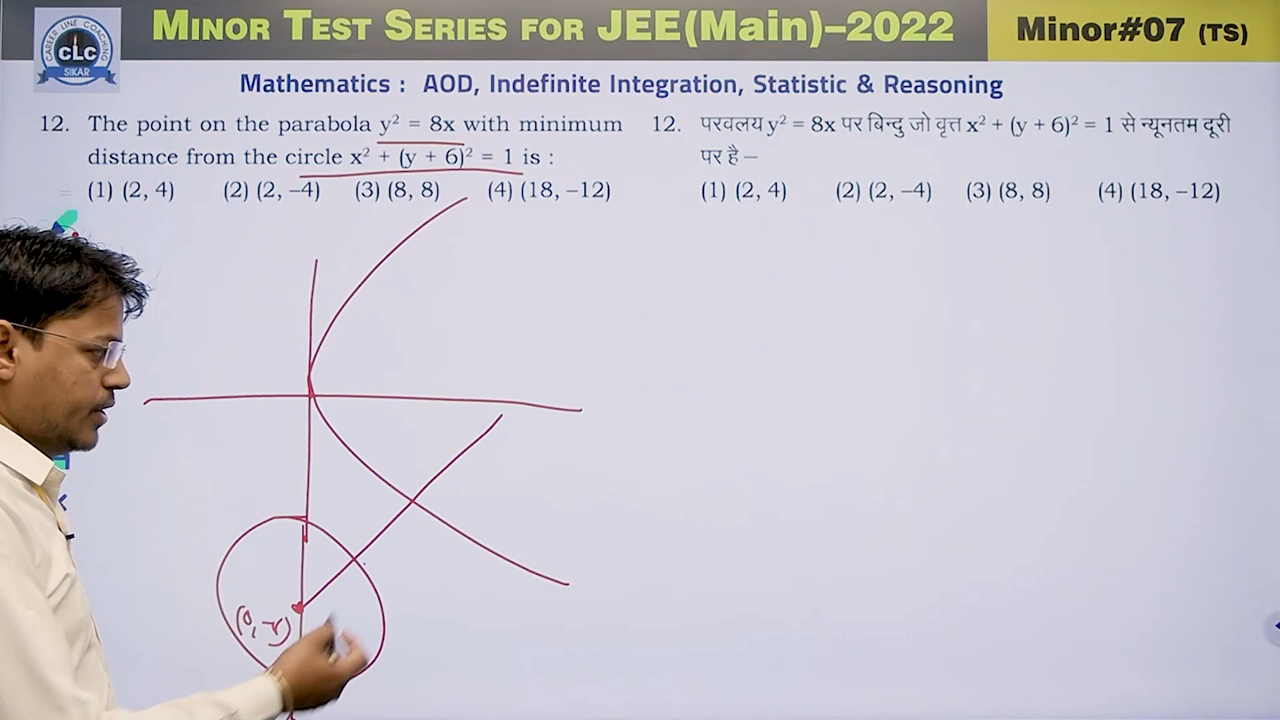 MINOR TEST SERIES FOR JEE(MAIN)–2022
Minor#07 (TS)
CAREER LINE COACHING
CLC
SIKAR
Mathematics : AOD, Indefinite Integration, Statistic & Reasoning
12. The point on the parabola y² = 8x with minimum
distance from the circle x² + (y + 6)² = 1 is :
(1) (2, 4) (2) (2, –4) (3) (8, 8) (4) (18, –12)
12. परवलय y² = 8x पर बिन्दु जो वृत्त x² + (y + 6)² = 1 से न्यूनतम दूरी
पर है –
(1) (2, 4) (2) (2, –4) (3) (8, 8) (4) (18, –12)